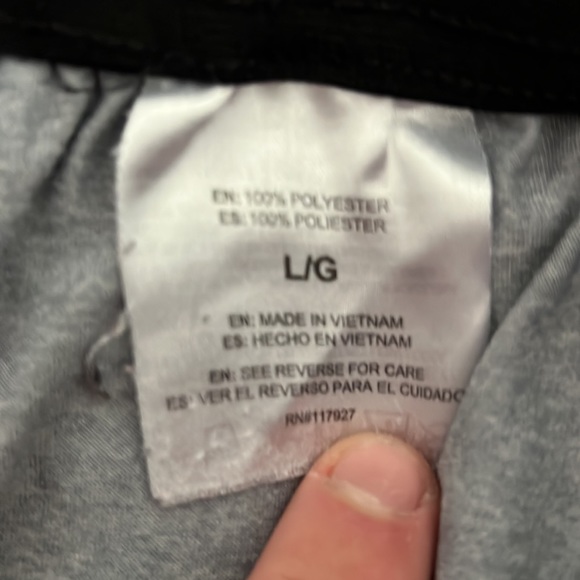 EN: 100% POLYESTER
ES: 100% POLIESTER
L/G
EN: MADE IN VIETNAM
ES: HECHO EN VIETNAM
EN: SEE REVERSE FOR CARE
ES: VER EL REVERSO PARA EL CUIDADO
RN#117927